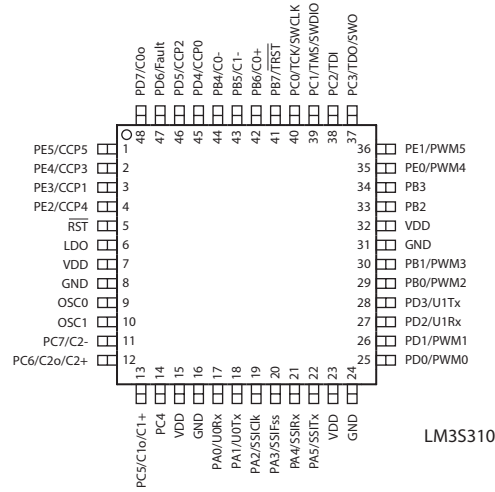 PD7/C0o
PD6/Fault
PD5/CCP2
PD4/CCP0
PB4/C0-
PB5/C1-
PB6/C0+
PB7/TRST
PC0/TCK/SWCLK
PC1/TMS/SWDIO
PC2/TDI
PC3/TDO/SWO
48 47 46 45 44 43 42 41 40 39 38 37
PE5/CCP5 1
PE4/CCP3 2
PE3/CCP1 3
PE2/CCP4 4
RST 5
LDO 6
VDD 7
GND 8
OSC0 9
OSC1 10
PC7/C2- 11
PC6/C2o/C2+ 12
36 PE1/PWM5
35 PE0/PWM4
34 PB3
33 PB2
32 VDD
31 GND
30 PB1/PWM3
29 PB0/PWM2
28 PD3/U1Tx
27 PD2/U1Rx
26 PD1/PWM1
25 PD0/PWM0
13 14 15 16 17 18 19 20 21 22 23 24
PC5/C1o/C1+
PC4
VDD
GND
PA0/U0Rx
PA1/U0Tx
PA2/SSIClk
PA3/SSIFss
PA4/SSIRx
PA5/SSITx
VDD
GND
LM3S310